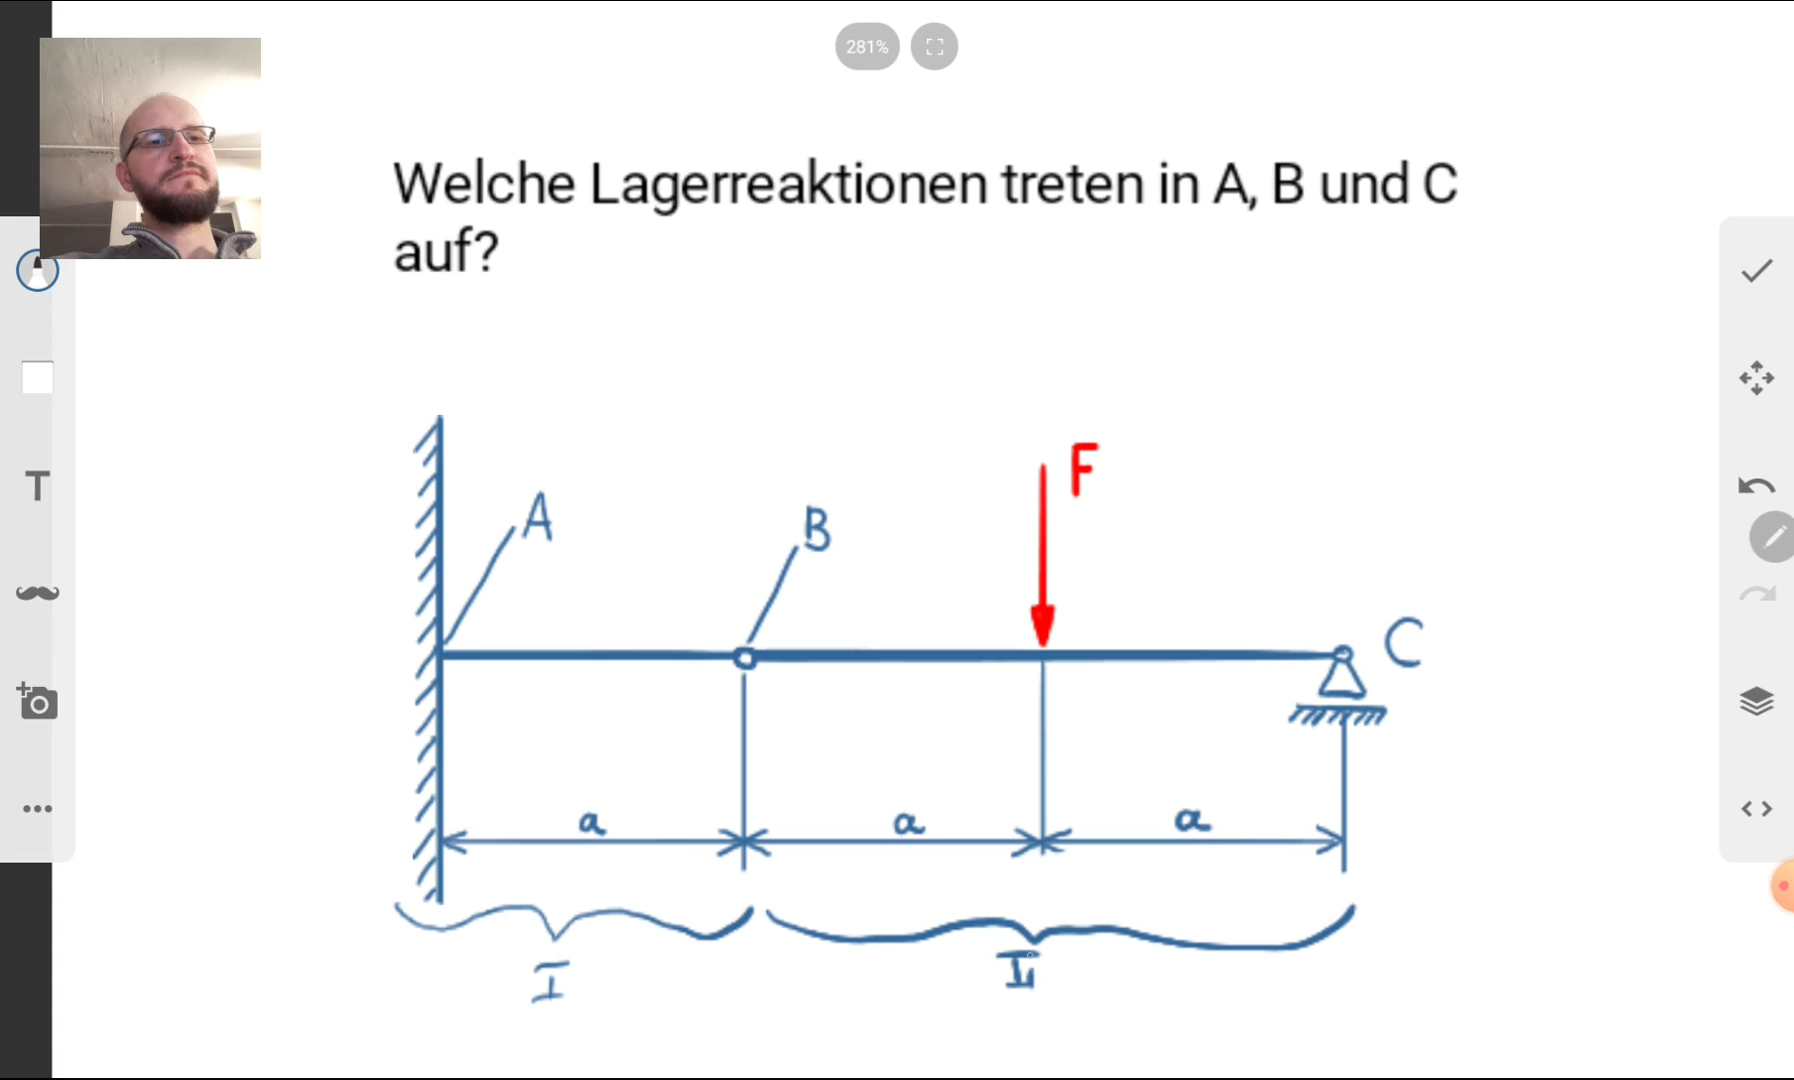 281%
Welche Lagerreaktionen treten in A, B und C
auf?
F
A
B
C
T
a a a
I II